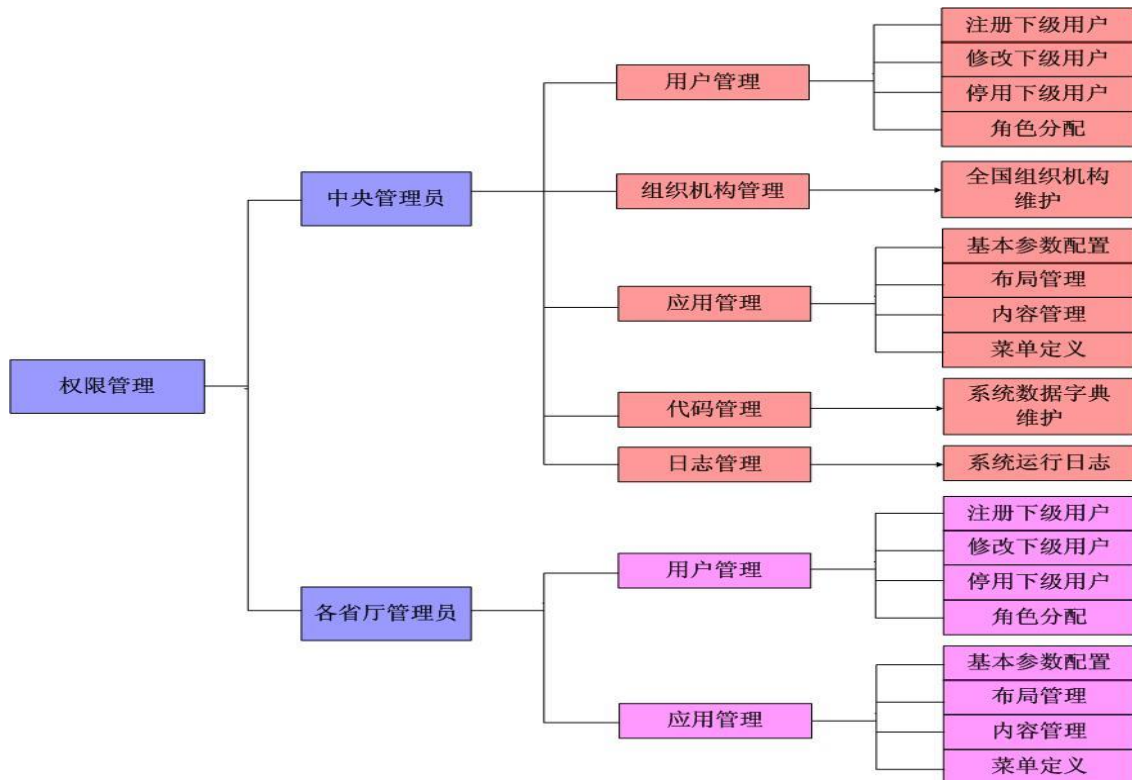 权限管理
中央管理员
用户管理
注册下级用户
修改下级用户
停用下级用户
角色分配
组织机构管理
全国组织机构
维护
应用管理
基本参数配置
布局管理
内容管理
菜单定义
代码管理
系统数据字典
维护
日志管理
系统运行日志
各省厅管理员
用户管理
注册下级用户
修改下级用户
停用下级用户
角色分配
应用管理
基本参数配置
布局管理
内容管理
菜单定义